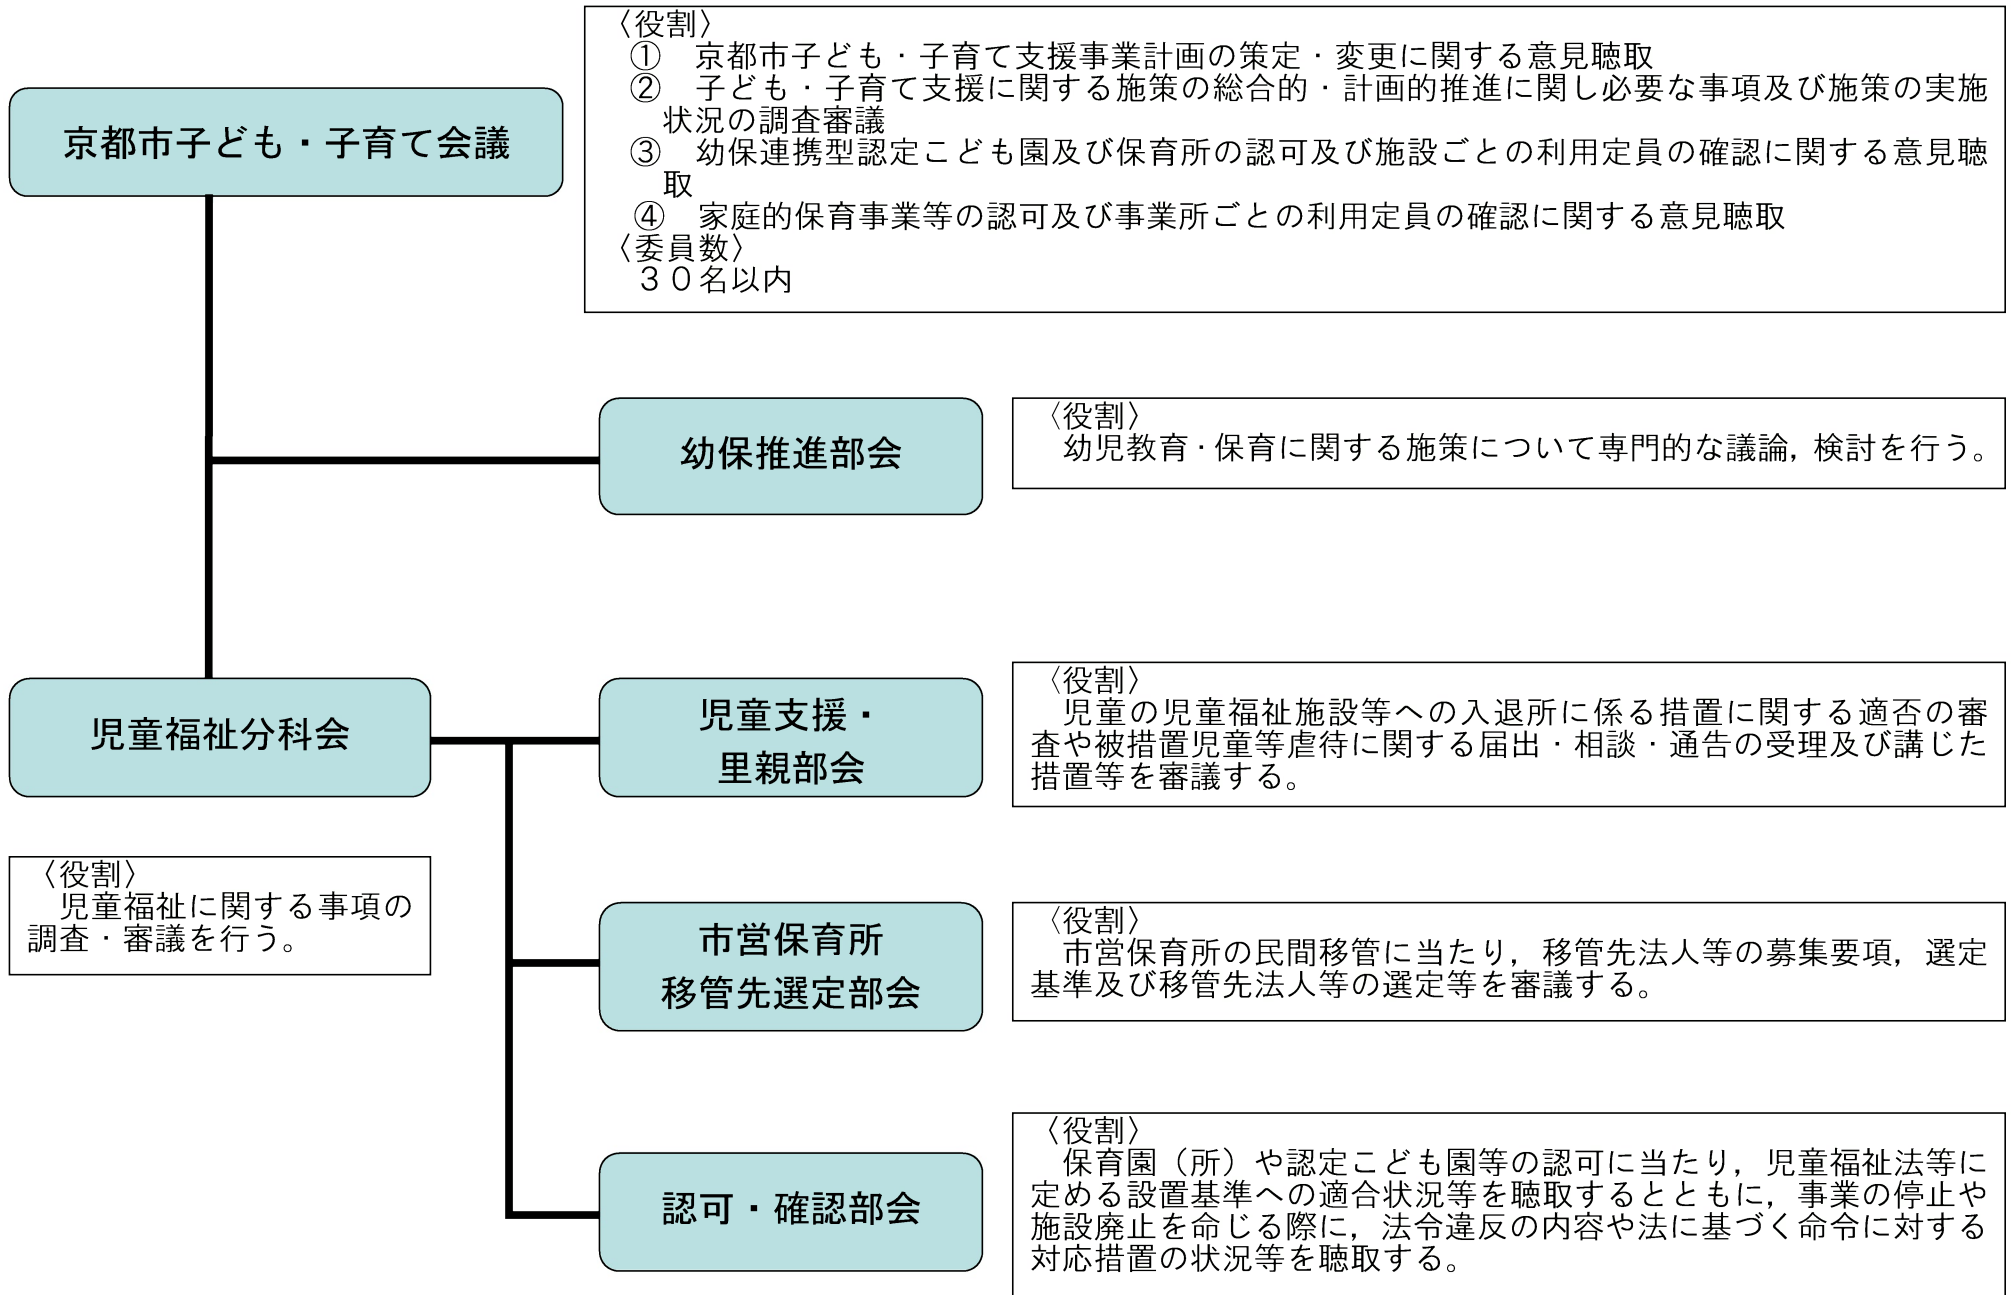 京都市子ども・子育て会議
〈役割〉
① 京都市子ども・子育て支援事業計画の策定・変更に関する意見聴取
② 子ども・子育て支援に関する施策の総合的・計画的推進に関し必要な事項及び施策の実施
状況の調査審議
③ 幼保連携型認定こども園及び保育所の認可及び施設ごとの利用定員の確認に関する意見聴
取
④ 家庭的保育事業等の認可及び事業所ごとの利用定員の確認に関する意見聴取
〈委員数〉
３０名以内
幼保推進部会
〈役割〉
幼児教育・保育に関する施策について専門的な議論，検討を行う。
児童福祉分科会
〈役割〉
児童福祉に関する事項の
調査・審議を行う。
児童支援・
里親部会
〈役割〉
児童の児童福祉施設等への入退所に係る措置に関する適否の審
査や被措置児童等虐待に関する届出・相談・通告の受理及び講じた
措置等を審議する。
市営保育所
移管先選定部会
〈役割〉
市営保育所の民間移管に当たり，移管先法人等の募集要項，選定
基準及び移管先法人等の選定等を審議する。
認可・確認部会
〈役割〉
保育園（所）や認定こども園等の認可に当たり，児童福祉法等に
定める設置基準への適合状況等を聴取するとともに，事業の停止や
施設廃止を命じる際に，法令違反の内容や法に基づく命令に対する
対応措置の状況等を聴取する。